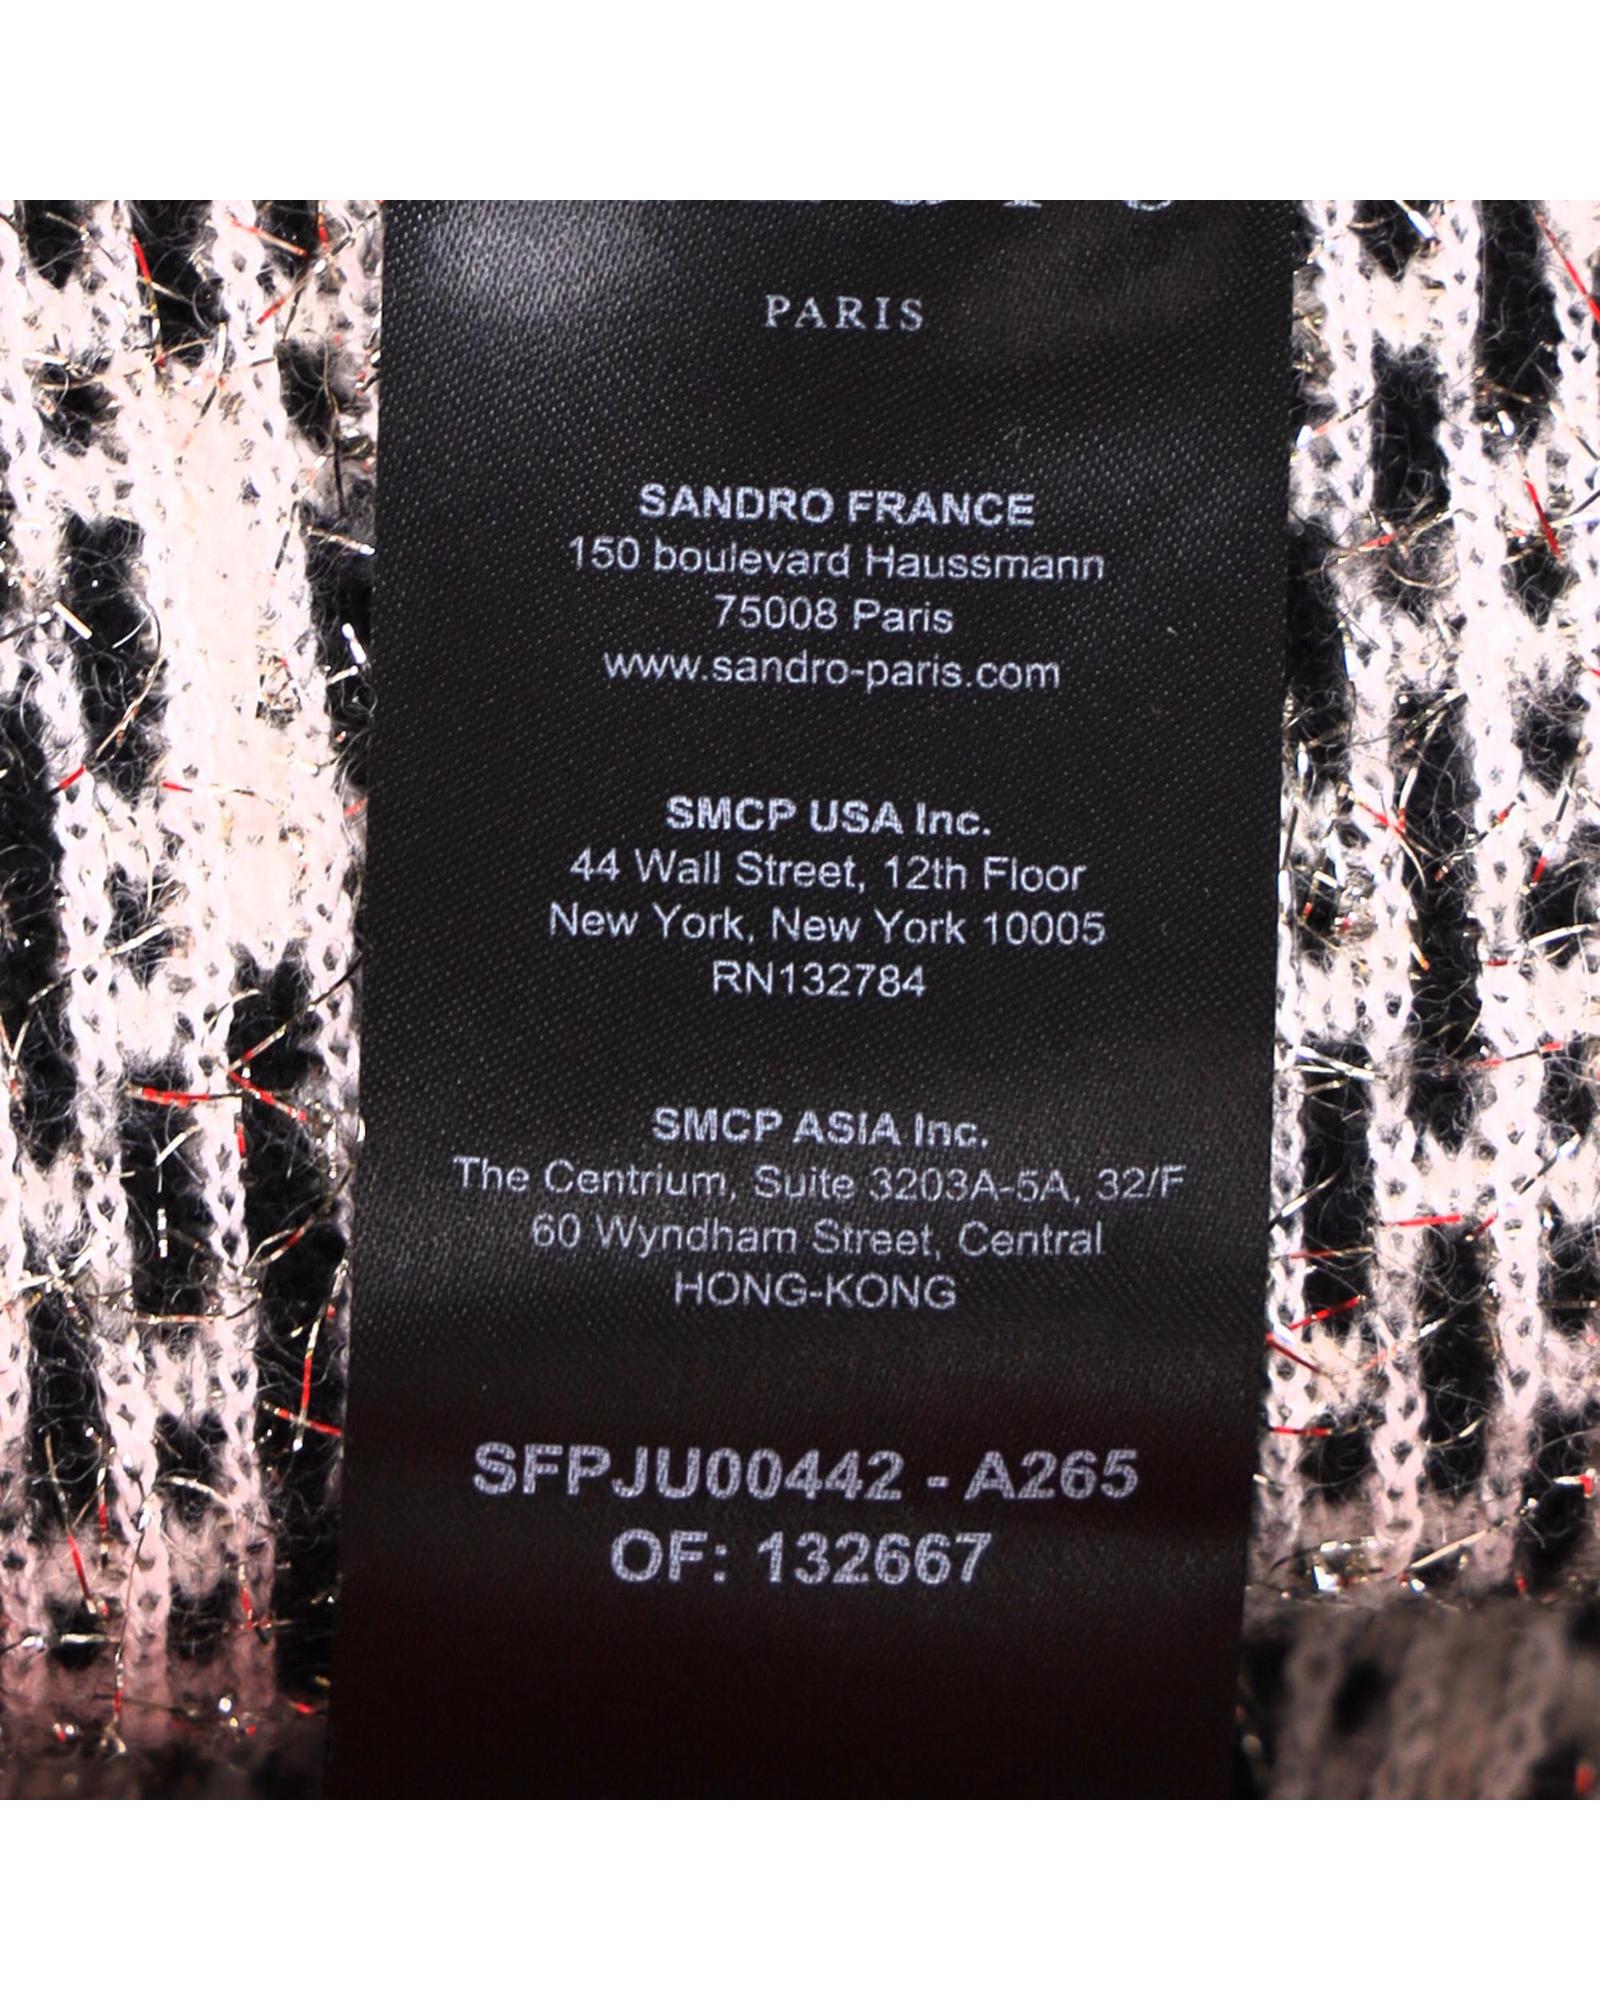 PARIS
SANDRO FRANCE
150 boulevard Haussmann
75008 Paris
www.sandro-paris.com
SMCP USA Inc.
44 Wall Street, 12th Floor
New York, New York 10005
RN132784
SMCP ASIA Inc.
The Centrium, Suite 3203A-5A, 32/F
60 Wyndham Street, Central
HONG-KONG
SFPJU00442 - A265
OF: 132667